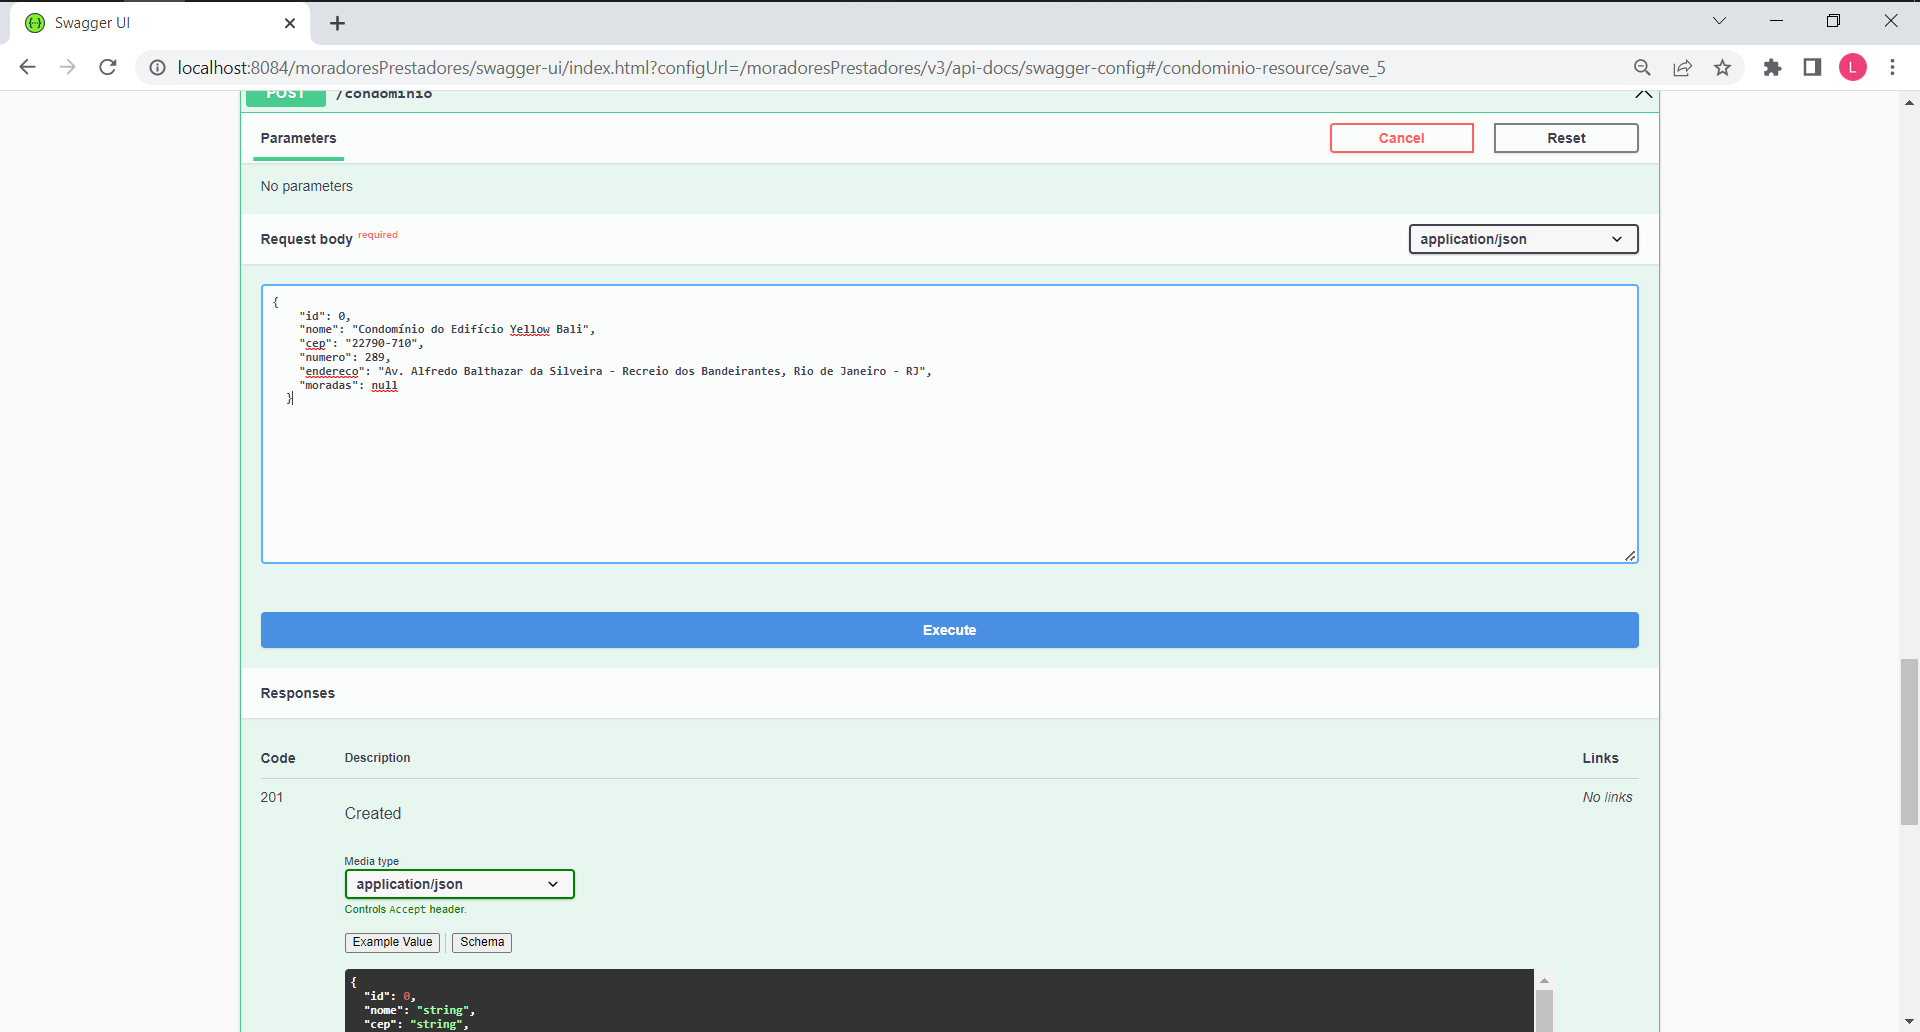 Swagger UI
localhost:8084/moradoresPrestadores/swagger-ui/index.html?configUrl=/moradoresPrestadores/v3/api-docs/swagger-config#/condominio-resource/save_5
L
POST /condominio
Parameters
Cancel
Reset
No parameters
Request body required
application/json
{
"id": 0,
"nome": "Condomínio do Edifício Yellow Bali",
"cep": "22790-710",
"numero": 289,
"endereco": "Av. Alfredo Balthazar da Silveira - Recreio dos Bandeirantes, Rio de Janeiro - RJ",
"moradas": null
}
Execute
Responses
Code Description Links
201 Created No links
Media type
application/json
Controls Accept header.
Example Value Schema
{
"id": 0,
"nome": "string",
"cep": "string",